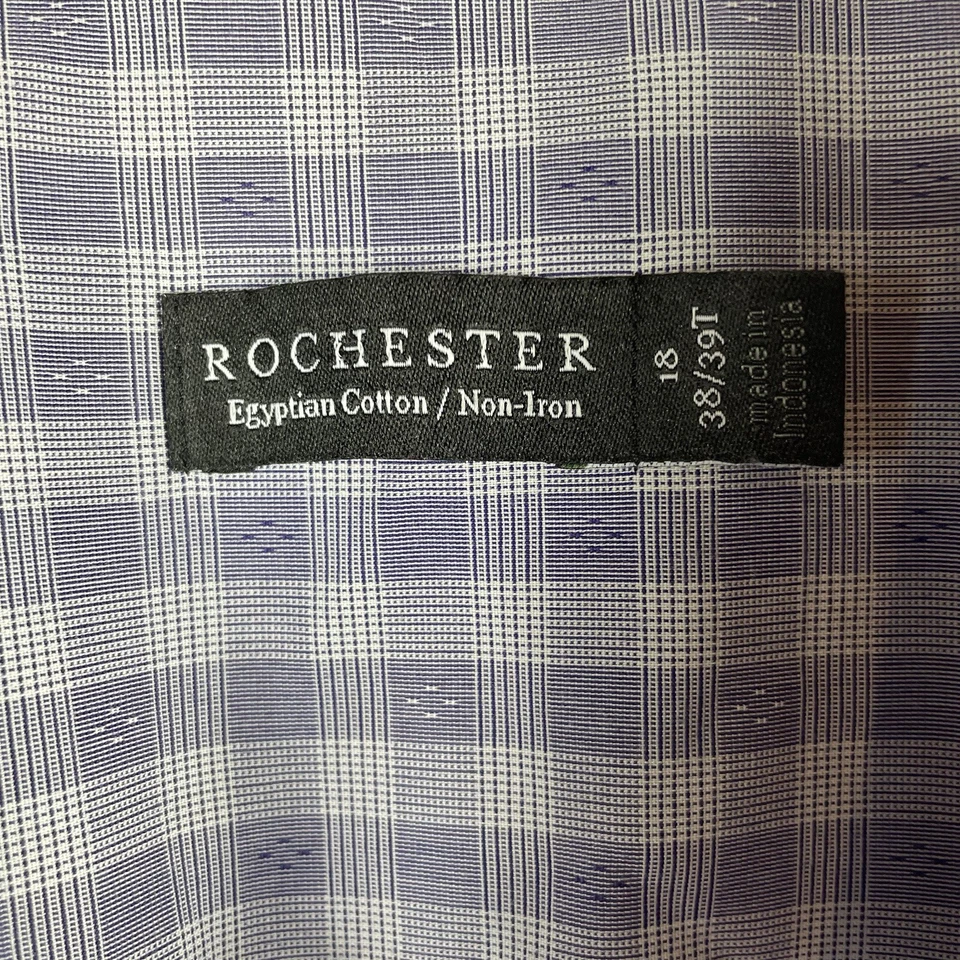 ROCHESTER
Egyptian Cotton / Non-Iron
18
38/39T
made in
Indonesia